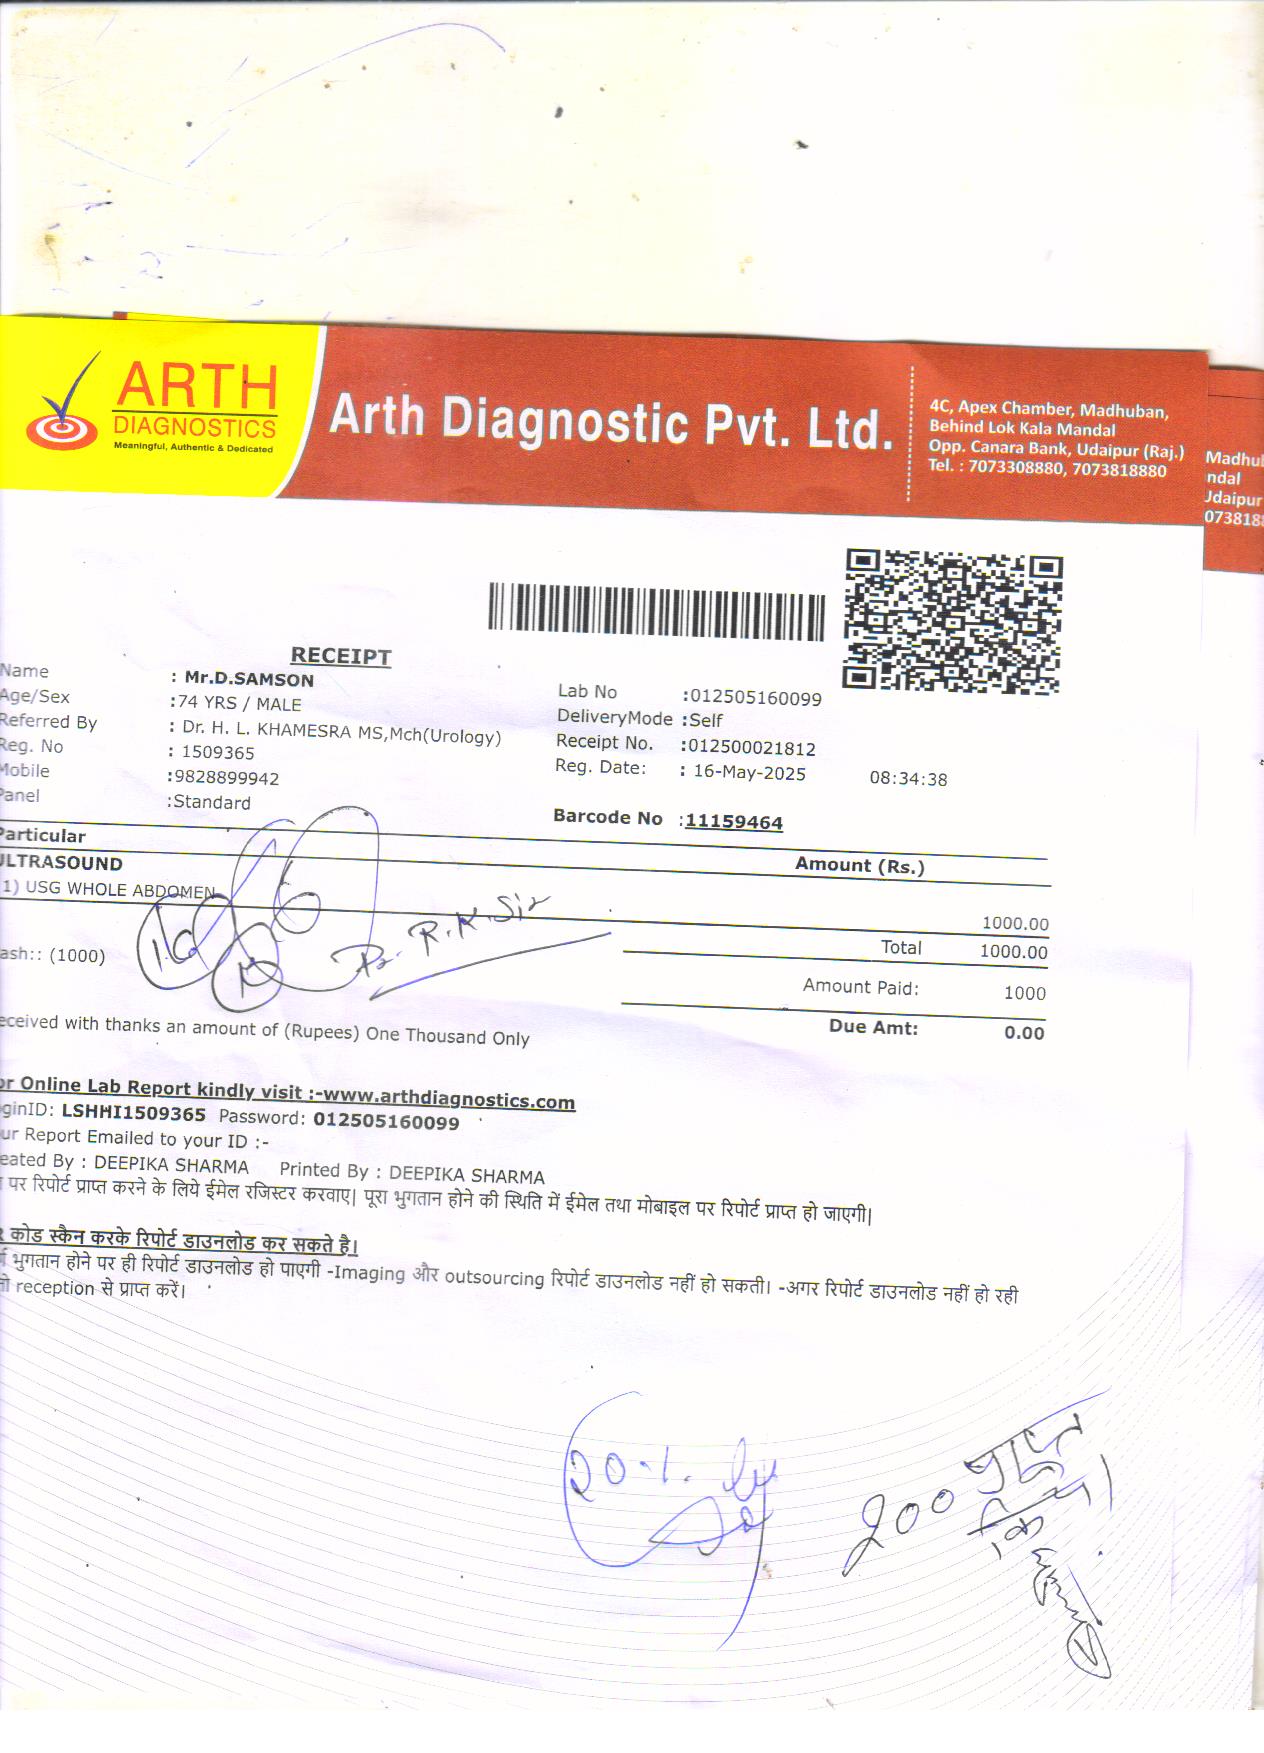 ARTH
DIAGNOSTICS
Meaningful, Authentic & Dedicated
Arth Diagnostic Pvt. Ltd.
4C, Apex Chamber, Madhuban,
Behind Lok Kala Mandal
Opp. Canara Bank, Udaipur (Raj.)
Tel. : 7073308880, 7073818880
Madhu
ndal
Jdaipur
073818
RECEIPT
Name : Mr.D.SAMSON
Age/Sex :74 YRS / MALE
Referred By : Dr. H. L. KHAMESRA MS,Mch(Urology)
Reg. No : 1509365
Mobile :9828899942
Panel :Standard
Lab No :012505160099
DeliveryMode :Self
Receipt No. :012500021812
Reg. Date: : 16-May-2025 08:34:38
Barcode No :11159464
Particular Amount (Rs.)
ULTRASOUND
1) USG WHOLE ABDOMEN 1000.00
Total 1000.00
ash:: (1000)
Dr. R.K. Sir
Amount Paid: 1000
Due Amt: 0.00
eceived with thanks an amount of (Rupees) One Thousand Only
or Online Lab Report kindly visit :-www.arthdiagnostics.com
ginID: LSHHI1509365 Password: 012505160099
ur Report Emailed to your ID :-
eated By : DEEPIKA SHARMA Printed By : DEEPIKA SHARMA
पर रिपोर्ट प्राप्त करने के लिये ईमेल रजिस्टर करवाए। पूरा भुगतान होने की स्थिति में ईमेल तथा मोबाइल पर रिपोर्ट प्राप्त हो जाएगी।
कोड स्कैन करके रिपोर्ट डाउनलोड कर सकते है।
भुगतान होने पर ही रिपोर्ट डाउनलोड हो पाएगी -Imaging और outsourcing रिपोर्ट डाउनलोड नहीं हो सकती। -अगर रिपोर्ट डाउनलोड नहीं हो रही
reception से प्राप्त करें।
20.1.
200 प्राप्त
किया